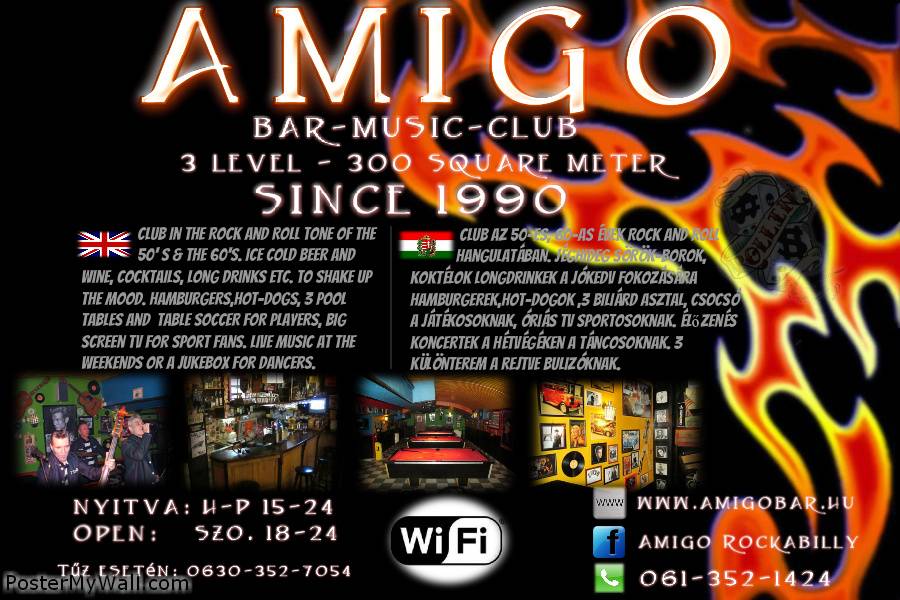 AMIGO
BAR-MUSIC-CLUB
3 LEVEL - 300 SQUARE METER
SINCE 1990
CLUB IN THE ROCK AND ROLL TONE OF THE
50' S & THE 60'S. ICE COLD BEER AND
WINE, COCKTAILS, LONG DRINKS ETC. TO SHAKE UP
THE MOOD. HAMBURGERS,HOT-DOGS, 3 POOL
TABLES AND TABLE SOCCER FOR PLAYERS, BIG
SCREEN TV FOR SPORT FANS. LIVE MUSIC AT THE
WEEKENDS OR A JUKEBOX FOR DANCERS.
CLUB AZ 50-ES, 60-AS ÉVEK ROCK AND ROLL
HANGULATÁBAN. JÉGHIDEG SÖRÖK-BOROK,
KOKTÉLOK LONGDRINKEK A JÓKEDV FOKOZÁSÁRA
HAMBURGEREK,HOT-DOGOK ,3 BILIÁRD ASZTAL, CSOCSÓ
A JÁTÉKOSOKNAK, ÓRIÁS TV SPORTOSOKNAK. ÉLŐZENÉS
KONCERTEK A HÉTVÉGÉKEN A TÁNCOSOKNAK. 3
KÜLÖNTEREM A REJTVE BULIZÓKNAK.
NYITVA: H-P 15-24
OPEN: SZO. 18-24
TŰZ ESETÉN: 0630-352-7054
WiFi
WWW
WWW.AMIGOBAR.HU
f AMIGO ROCKABILLY
061-352-1424
PosterMyWall.com